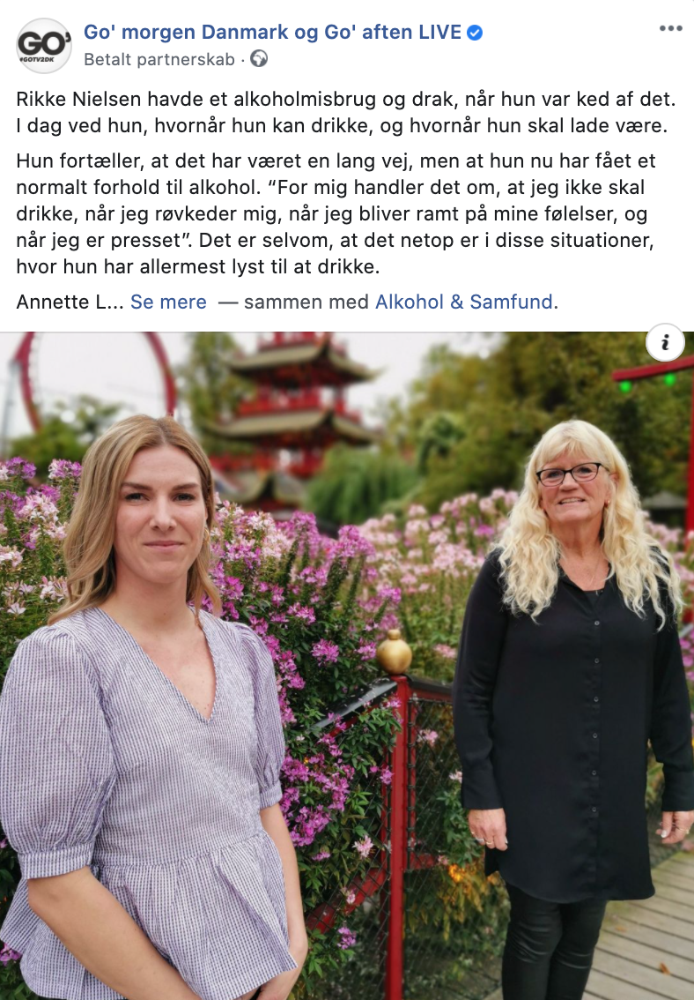 GO'
#GOTV2DK
Go' morgen Danmark og Go' aften LIVE
Betalt partnerskab ·
Rikke Nielsen havde et alkoholmisbrug og drak, når hun var ked af det.
I dag ved hun, hvornår hun kan drikke, og hvornår hun skal lade være.
Hun fortæller, at det har været en lang vej, men at hun nu har fået et
normalt forhold til alkohol. “For mig handler det om, at jeg ikke skal
drikke, når jeg røvkeder mig, når jeg bliver ramt på mine følelser, og
når jeg er presset”. Det er selvom, at det netop er i disse situationer,
hvor hun har allermest lyst til at drikke.
Annette L... Se mere — sammen med Alkohol & Samfund.
i